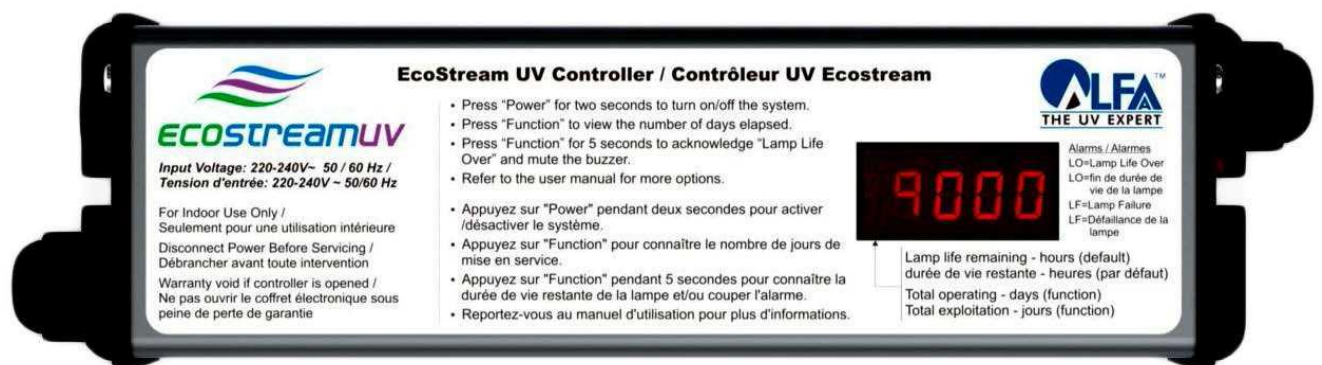 EcoStream UV Controller / Contrôleur UV Ecostream
ECOSTREAMUV
Input Voltage: 220-240V~ 50 / 60 Hz /
Tension d'entrée: 220-240V ~ 50/60 Hz
For Indoor Use Only /
Seulement pour une utilisation intérieure
Disconnect Power Before Servicing /
Débrancher avant toute intervention
Warranty void if controller is opened /
Ne pas ouvrir le coffret électronique sous
peine de perte de garantie
• Press “Power” for two seconds to turn on/off the system.
• Press “Function” to view the number of days elapsed.
• Press “Function” for 5 seconds to acknowledge “Lamp Life
Over” and mute the buzzer.
• Refer to the user manual for more options.
• Appuyez sur "Power" pendant deux secondes pour activer
/désactiver le système.
• Appuyez sur "Function" pour connaître le nombre de jours de
mise en service.
• Appuyez sur "Function" pendant 5 secondes pour connaître la
durée de vie restante de la lampe et/ou couper l'alarme.
• Reportez-vous au manuel d'utilisation pour plus d'informations.
ALFA™
THE UV EXPERT
9000
Alarms / Alarmes
LO=Lamp Life Over
LO=fin de durée de
vie de la lampe
LF=Lamp Failure
LF=Défaillance de la
lampe
Lamp life remaining - hours (default)
durée de vie restante - heures (par défaut)
Total operating - days (function)
Total exploitation - jours (function)